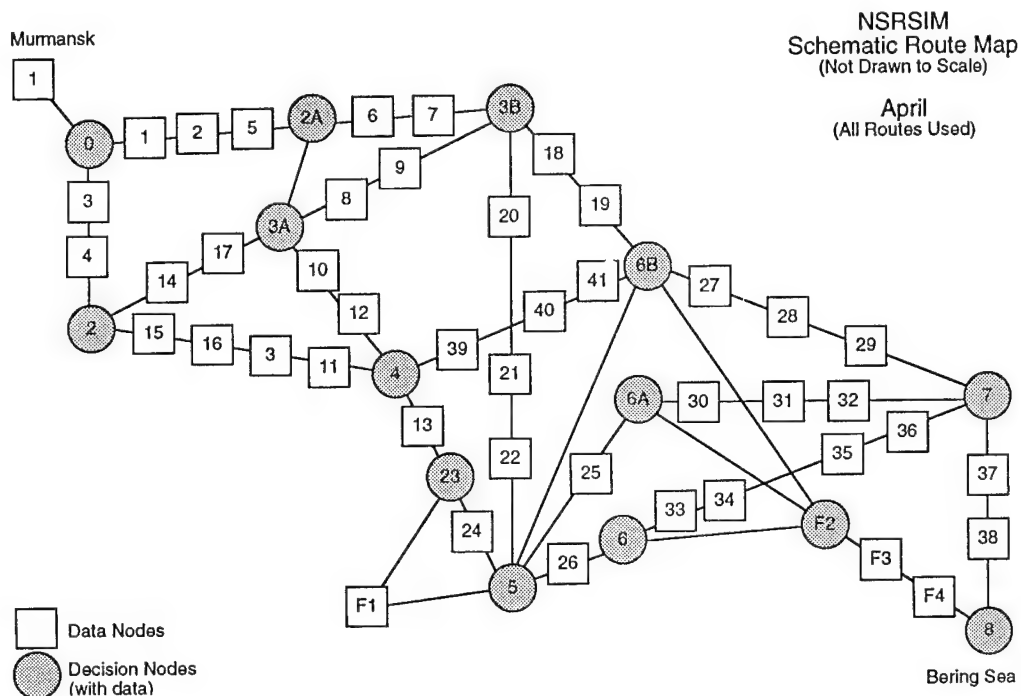 NSRSIM
Schematic Route Map
(Not Drawn to Scale)
April
(All Routes Used)
Murmansk
1
0
1
2
5
2A
6
7
3B
18
9
8
19
3
20
3A
17
14
10
4
6B
41
27
40
28
12
2
15
16
3
11
4
39
29
21
6A
30
31
32
7
36
35
13
22
25
37
23
33
34
24
6
F2
38
26
F3
5
F4
F1
8
Data Nodes
Decision Nodes
(with data)
Bering Sea